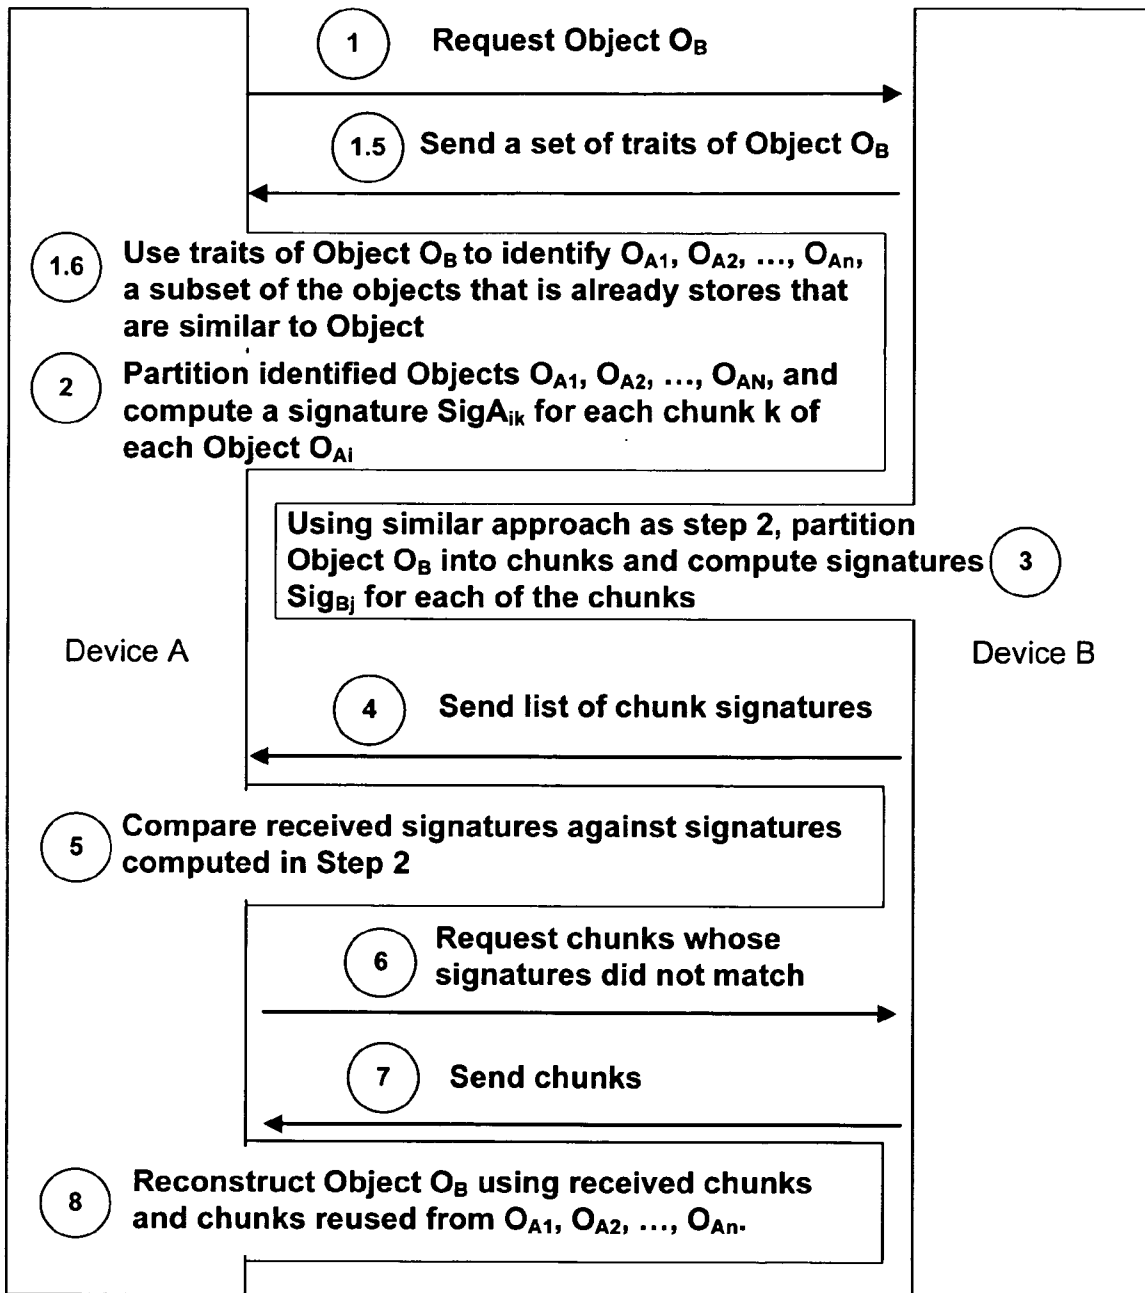 1 Request Object O_B
1.5 Send a set of traits of Object O_B
1.6 Use traits of Object O_B to identify O_A1, O_A2, ..., O_An,
a subset of the objects that is already stores that
are similar to Object
2 Partition identified Objects O_A1, O_A2, ..., O_AN, and
compute a signature SigA_ik for each chunk k of
each Object O_Ai
Using similar approach as step 2, partition
Object O_B into chunks and compute signatures 3
Sig_Bj for each of the chunks
Device A
Device B
4 Send list of chunk signatures
5 Compare received signatures against signatures
computed in Step 2
6 Request chunks whose
signatures did not match
7 Send chunks
8 Reconstruct Object O_B using received chunks
and chunks reused from O_A1, O_A2, ..., O_An.